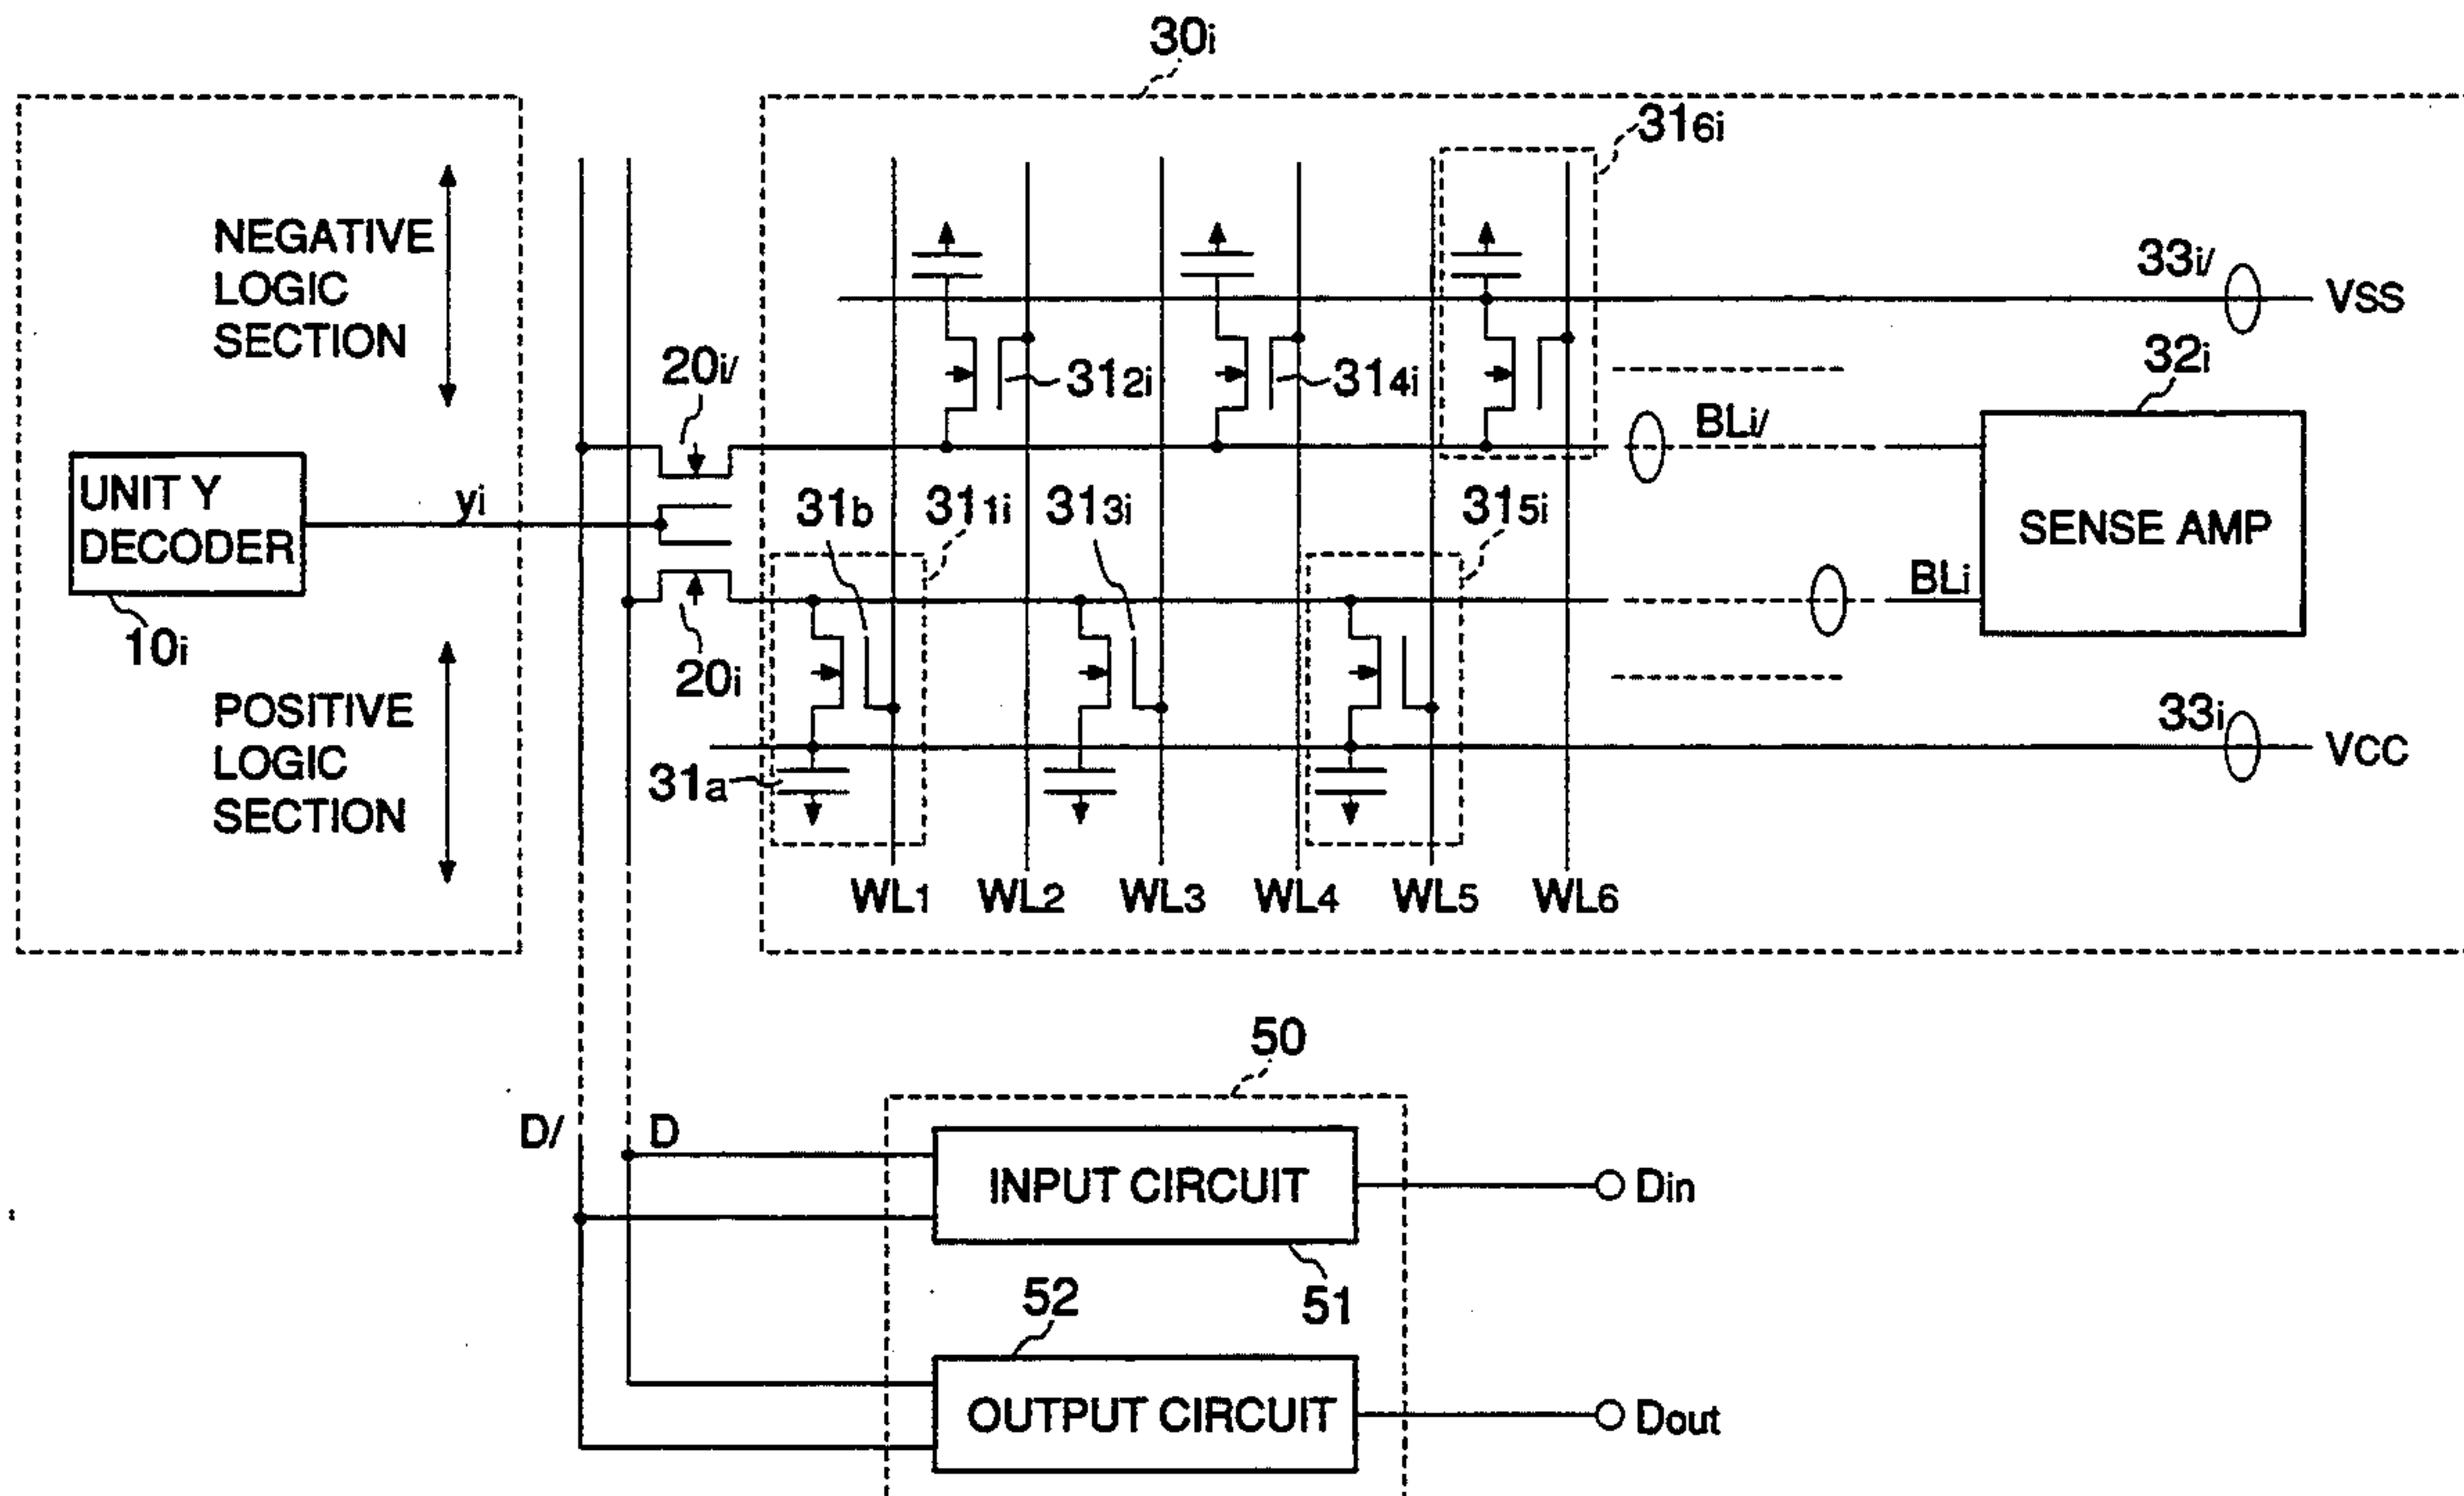 30i
316i
NEGATIVE
LOGIC
SECTION
33i/
VSS
20i/
312i
314i
32i
BLi/
UNIT Y
DECODER
yi
31b
311i
313i
315i
SENSE AMP
BLi
10i
20i
POSITIVE
LOGIC
SECTION
33i
VCC
31a
WL1
WL2
WL3
WL4
WL5
WL6
50
D/
D
INPUT CIRCUIT
Din
52
51
OUTPUT CIRCUIT
Dout